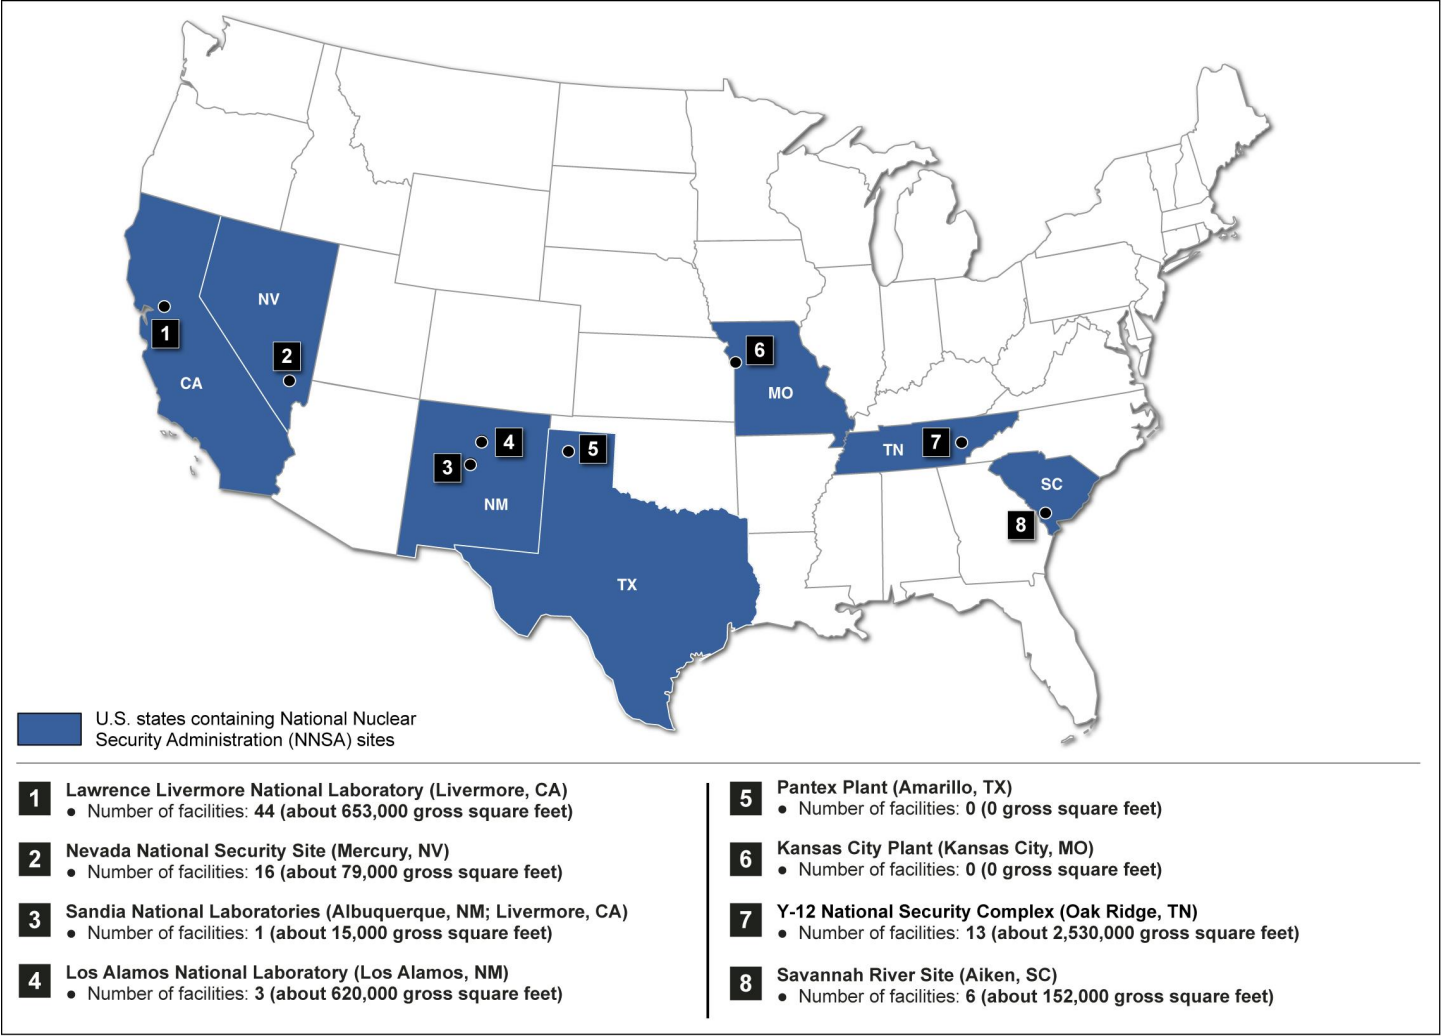 NV
1
2
CA
6
MO
4
3
NM
5
TN
7
SC
8
TX
U.S. states containing National Nuclear
Security Administration (NNSA) sites
1
Lawrence Livermore National Laboratory (Livermore, CA)
● Number of facilities: 44 (about 653,000 gross square feet)
2
Nevada National Security Site (Mercury, NV)
● Number of facilities: 16 (about 79,000 gross square feet)
3
Sandia National Laboratories (Albuquerque, NM; Livermore, CA)
● Number of facilities: 1 (about 15,000 gross square feet)
4
Los Alamos National Laboratory (Los Alamos, NM)
● Number of facilities: 3 (about 620,000 gross square feet)
5
Pantex Plant (Amarillo, TX)
● Number of facilities: 0 (0 gross square feet)
6
Kansas City Plant (Kansas City, MO)
● Number of facilities: 0 (0 gross square feet)
7
Y-12 National Security Complex (Oak Ridge, TN)
● Number of facilities: 13 (about 2,530,000 gross square feet)
8
Savannah River Site (Aiken, SC)
● Number of facilities: 6 (about 152,000 gross square feet)